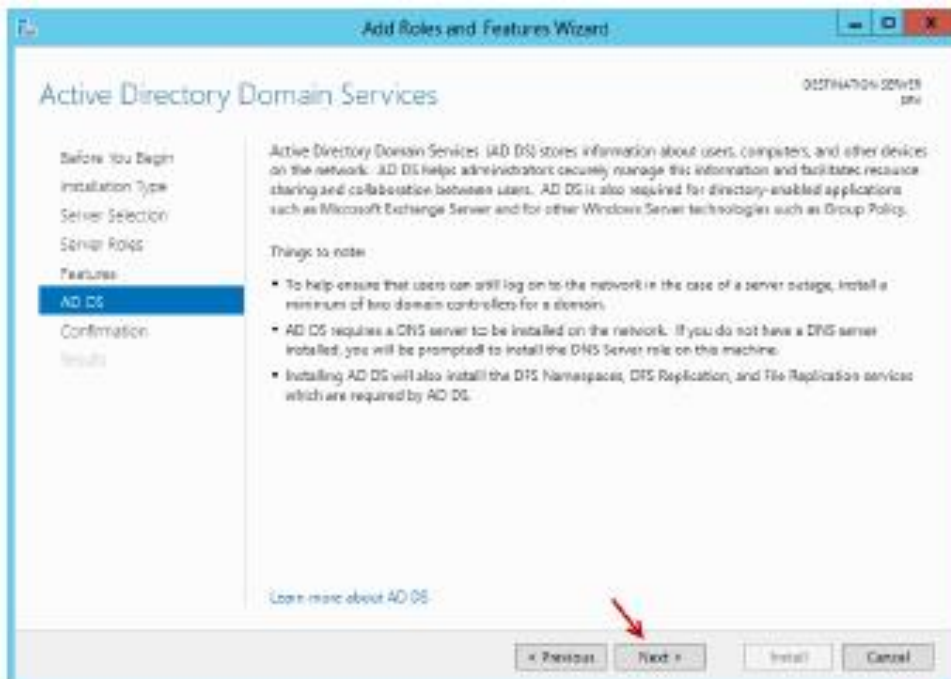 Add Roles and Features Wizard
Active Directory Domain Services
DESTINATION SERVER
Before You Begin
Installation Type
Server Selection
Server Roles
Features
AD DS
Confirmation
Results
Active Directory Domain Services (AD DS) stores information about users, computers, and other devices
on the network. AD DS helps administrators securely manage this information and facilitates resource
sharing and collaboration between users. AD DS is also required for directory-enabled applications
such as Microsoft Exchange Server and for other Windows Server technologies such as Group Policy.
Things to note:
• To help ensure that users can still log on to the network in the case of a server outage, install a
minimum of two domain controllers for a domain.
• AD DS requires a DNS server to be installed on the network. If you do not have a DNS server
installed, you will be prompted to install the DNS Server role on this machine.
• Installing AD DS will also install the DFS Namespaces, DFS Replication, and File Replication services
which are required by AD DS.
Learn more about AD DS
< Previous
Next >
Install
Cancel